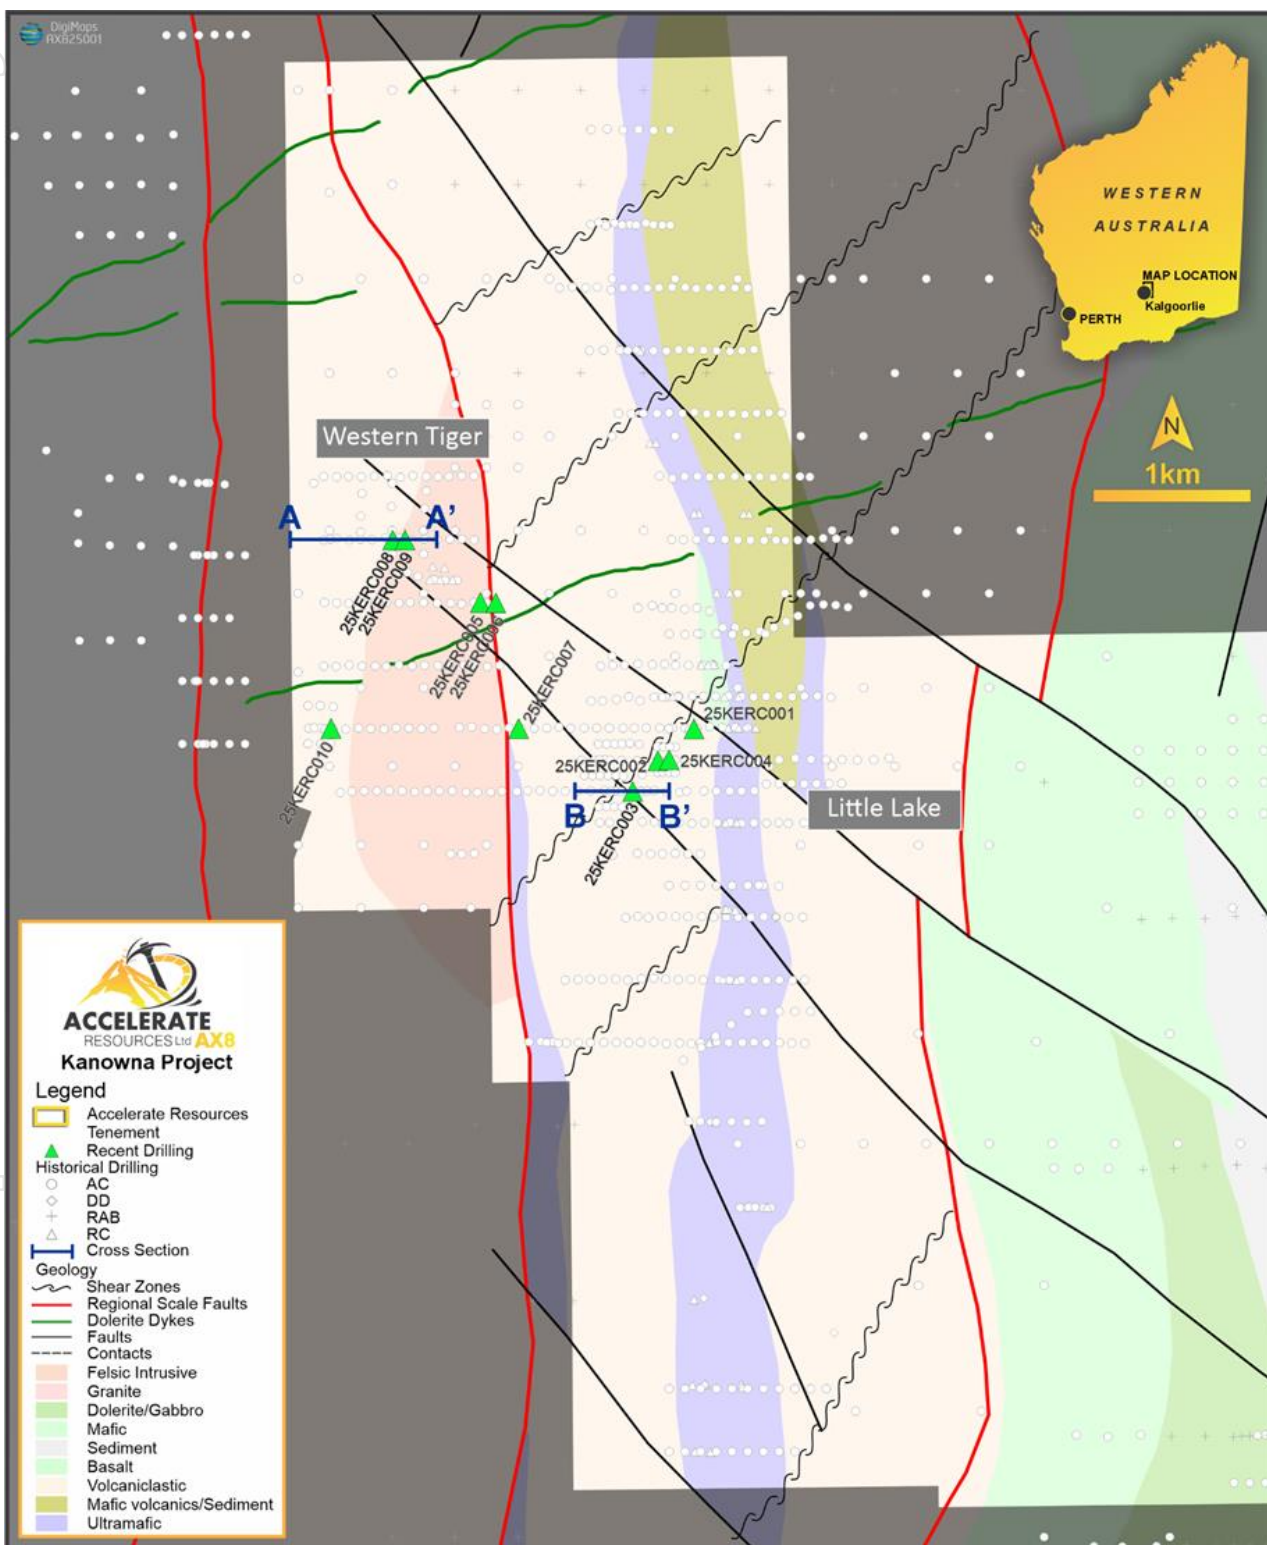 DigiMaps
AX825001
WESTERN
AUSTRALIA
MAP LOCATION
Kalgoorlie
PERTH
N
1km
Western Tiger
A
A’
25KERC008
25KERC009
25KERC005
25KERC006
25KERC007
25KERC001
25KERC002
25KERC004
25KERC010
B
B’
25KERC003
Little Lake
ACCELERATE
RESOURCES Ltd AX8
Kanowna Project
Legend
Accelerate Resources
Tenement
Recent Drilling
Historical Drilling
AC
DD
RAB
RC
Cross Section
Geology
Shear Zones
Regional Scale Faults
Dolerite Dykes
Faults
Contacts
Felsic Intrusive
Granite
Dolerite/Gabbro
Mafic
Sediment
Basalt
Volcaniclastic
Mafic volcanics/Sediment
Ultramafic